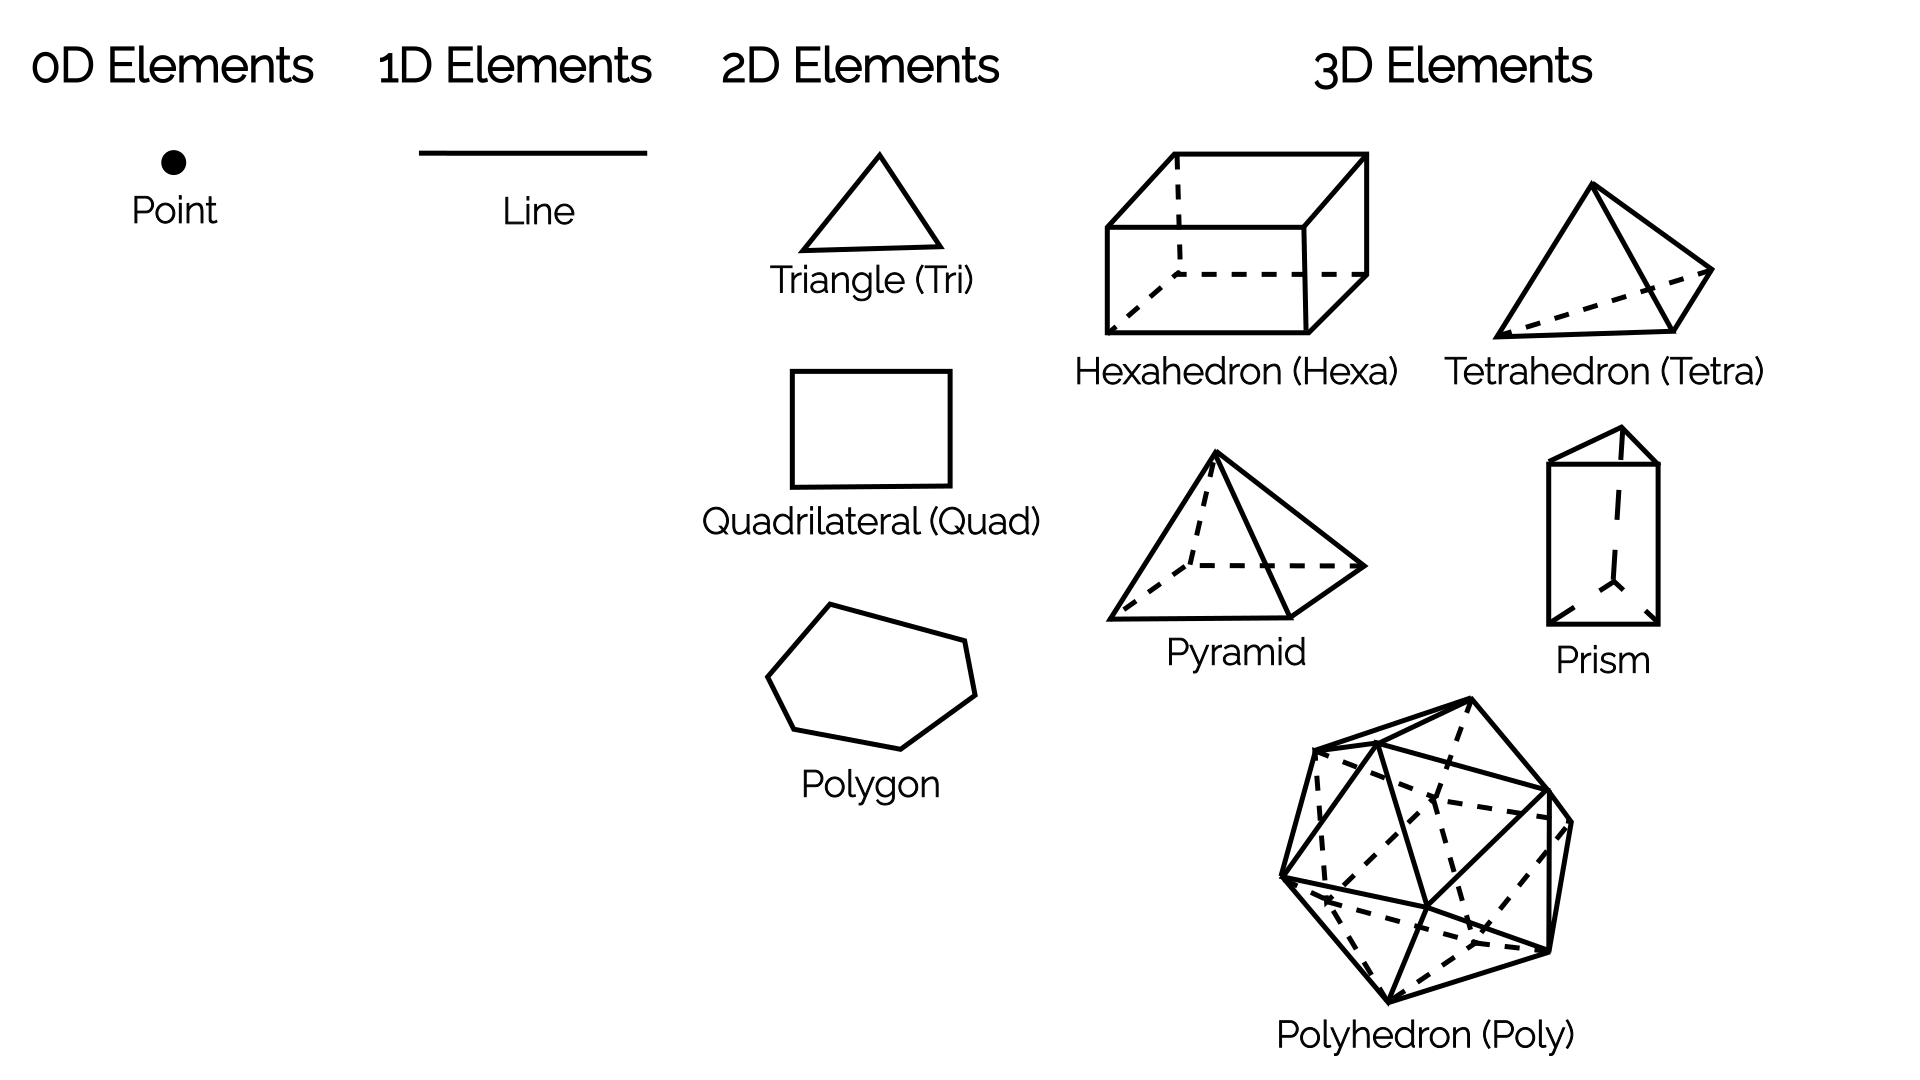 0D Elements
1D Elements
2D Elements
3D Elements
Point
Line
Triangle (Tri)
Quadrilateral (Quad)
Polygon
Hexahedron (Hexa)
Tetrahedron (Tetra)
Pyramid
Prism
Polyhedron (Poly)